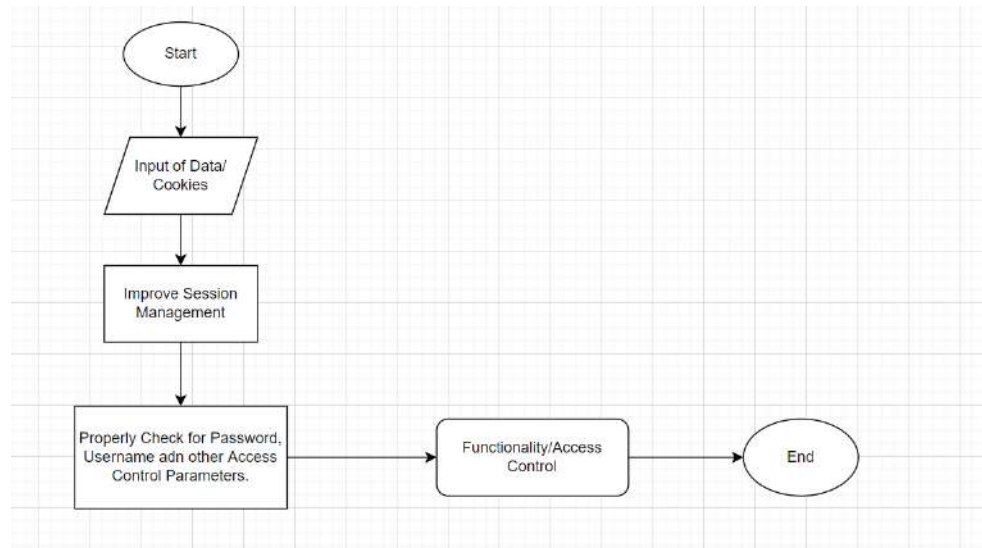 Start
Input of Data/
Cookies
Improve Session
Management
Properly Check for Password,
Username adn other Access
Control Parameters.
Functionality/Access
Control
End